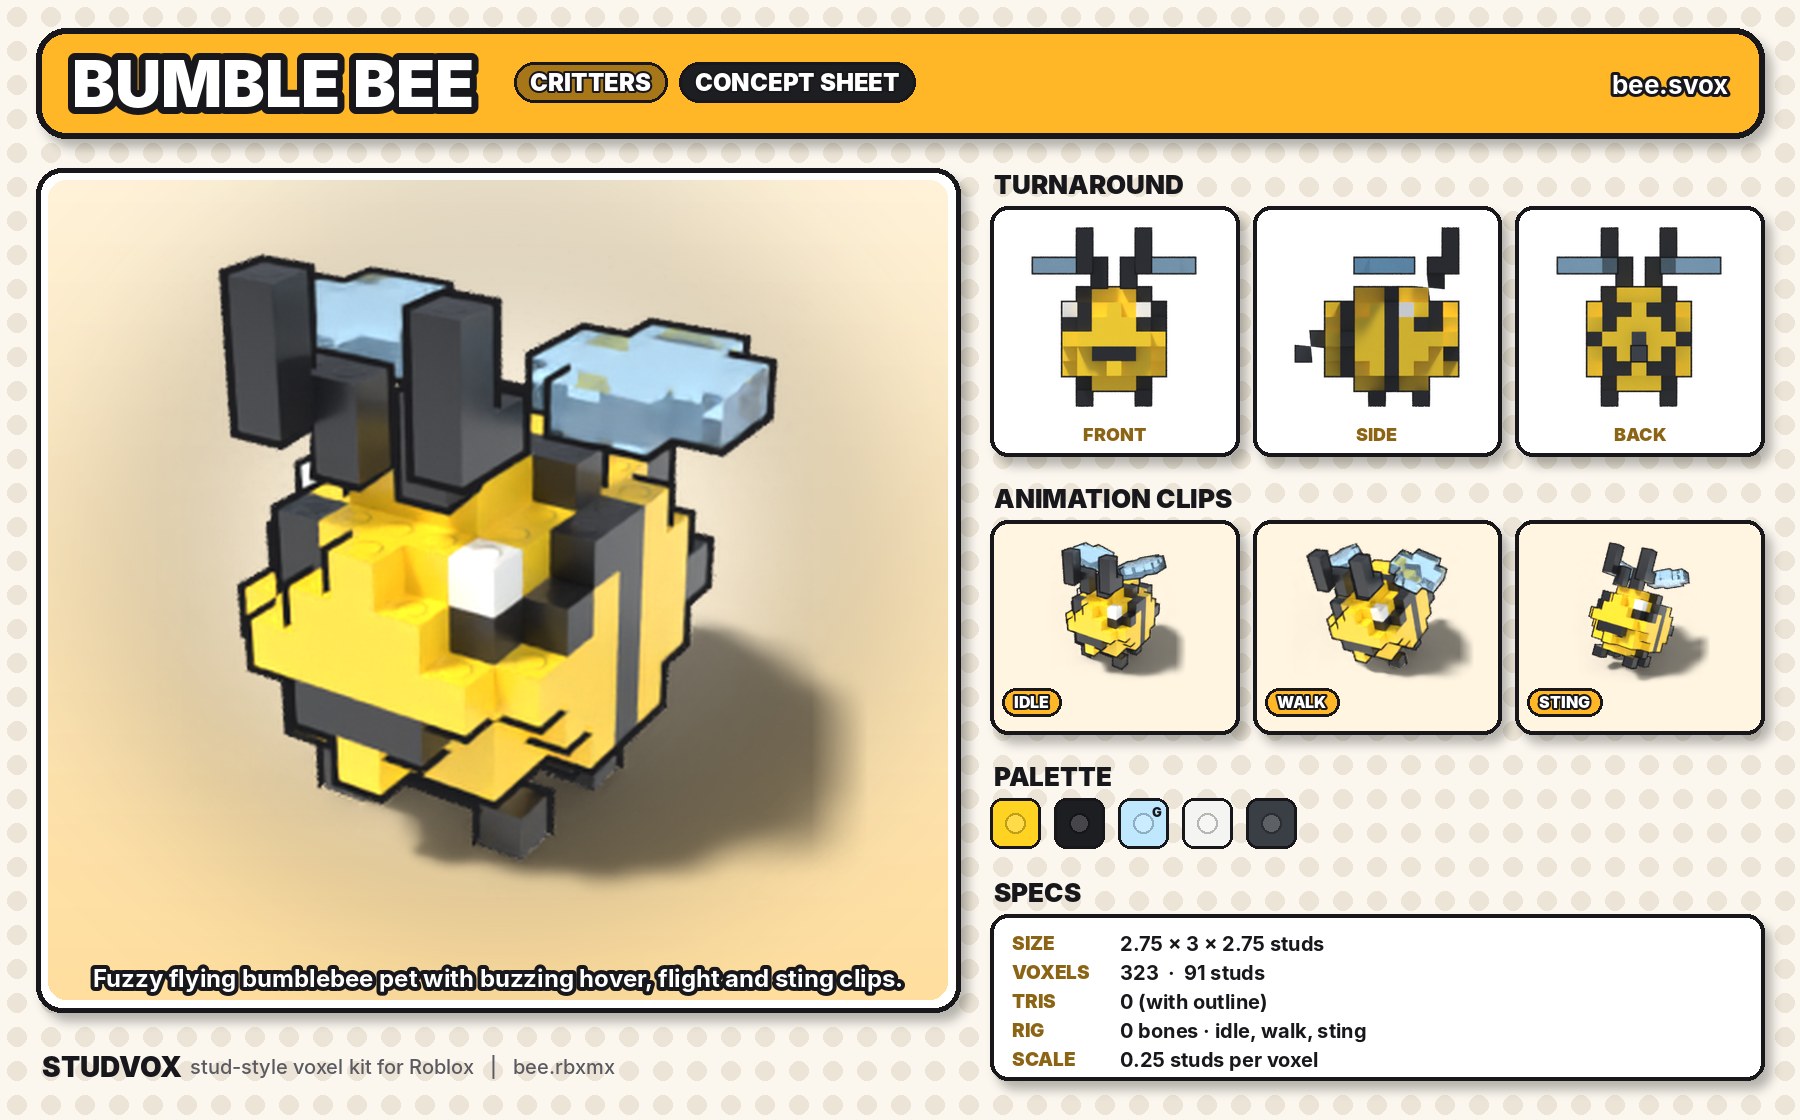 BUMBLE BEE
CRITTERS
CONCEPT SHEET
bee.svox
Fuzzy flying bumblebee pet with buzzing hover, flight and sting clips.
STUDVOX stud-style voxel kit for Roblox | bee.rbxmx
TURNAROUND
FRONT
SIDE
BACK
ANIMATION CLIPS
IDLE
WALK
STING
PALETTE
G
SPECS
SIZE 2.75 × 3 × 2.75 studs
VOXELS 323 · 91 studs
TRIS 0 (with outline)
RIG 0 bones · idle, walk, sting
SCALE 0.25 studs per voxel